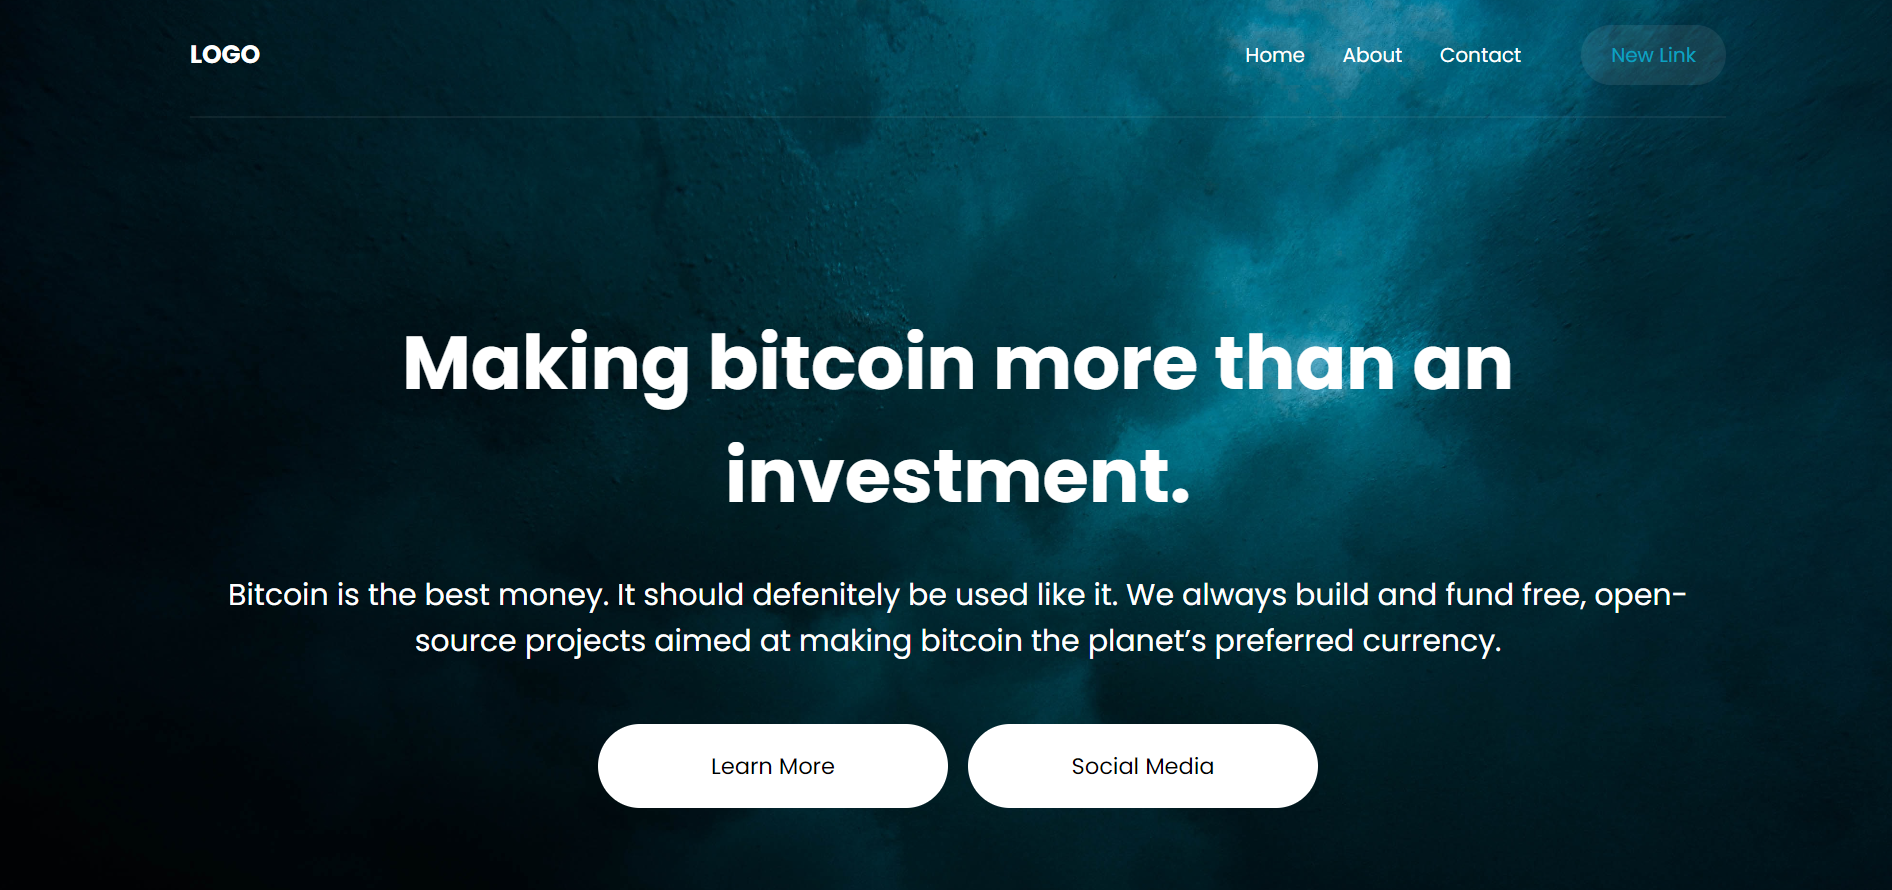 LOGO
Home
About
Contact
New Link
Making bitcoin more than an
investment.
Bitcoin is the best money. It should defenitely be used like it. We always build and fund free, open-
source projects aimed at making bitcoin the planet’s preferred currency.
Learn More
Social Media